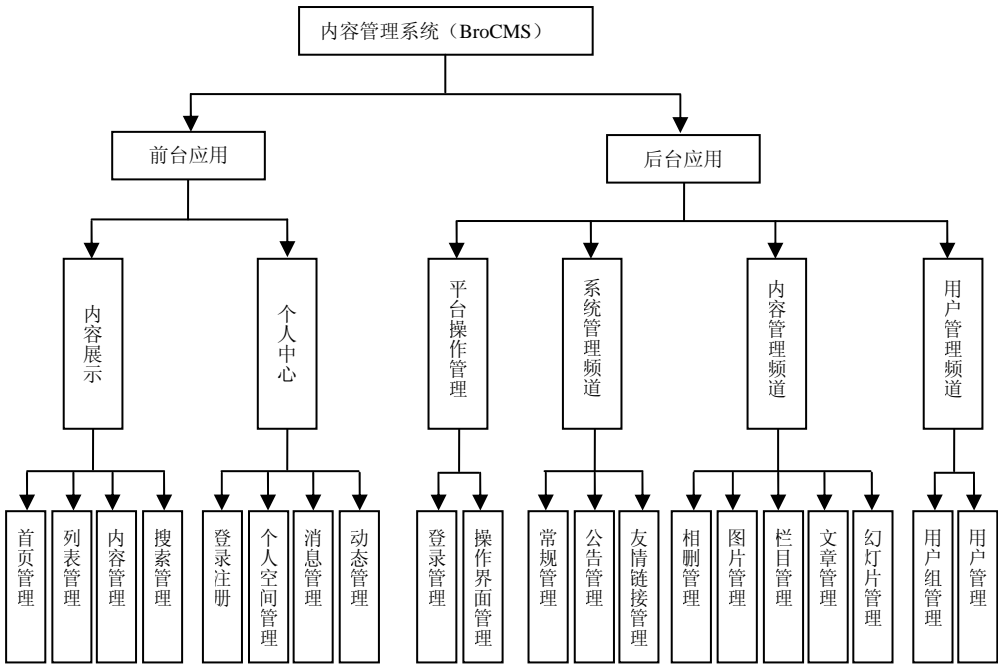 内容管理系统（BroCMS）
前台应用
后台应用
内容展示
个人中心
平台操作管理
系统管理频道
内容管理频道
用户管理频道
首页管理
列表管理
内容管理
搜索管理
登录注册
个人空间管理
消息管理
动态管理
登录管理
操作界面管理
常规管理
公告管理
友情链接管理
相删管理
图片管理
栏目管理
文章管理
幻灯片管理
用户组管理
用户管理